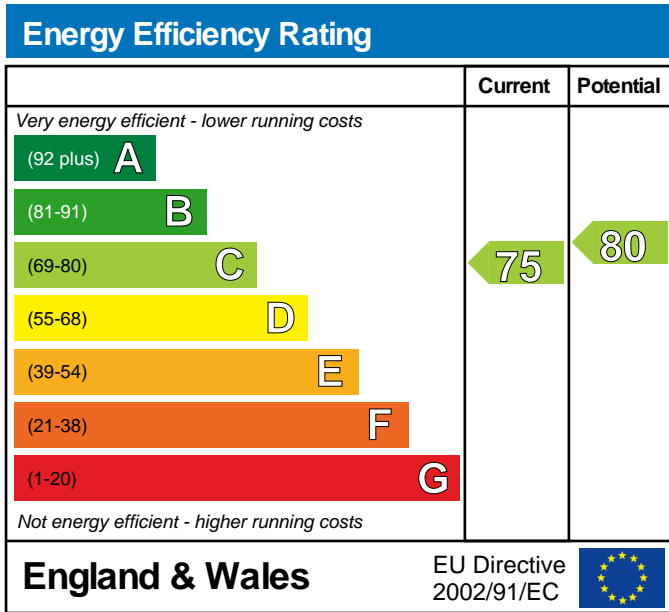 Energy Efficiency Rating
Current Potential
Very energy efficient - lower running costs
(92 plus) A
(81-91) B
(69-80) C
75
80
(55-68) D
(39-54) E
(21-38) F
(1-20) G
Not energy efficient - higher running costs
England & Wales
EU Directive
2002/91/EC